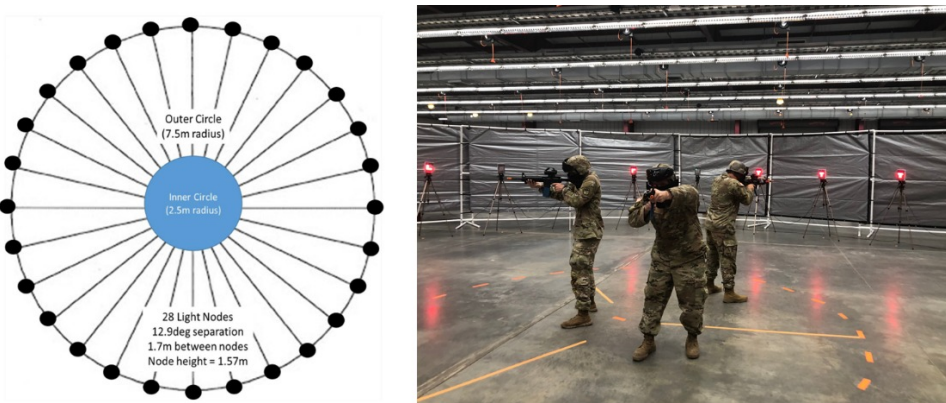 Outer Circle
(7.5m radius)
Inner Circle
(2.5m radius)
28 Light Nodes
12.9deg separation
1.7m between nodes
Node height = 1.57m